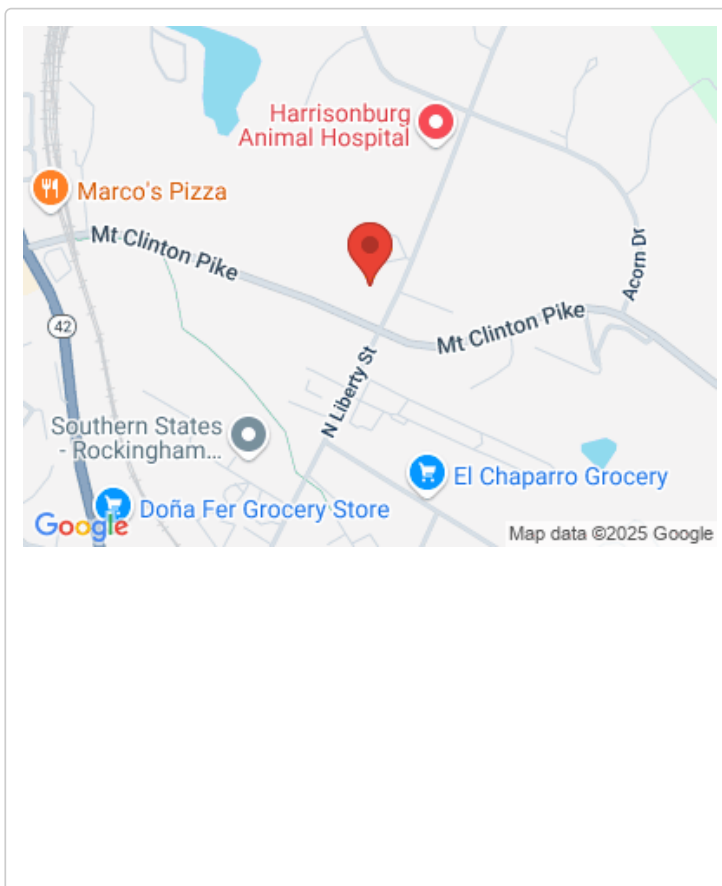 Harrisonburg
Animal Hospital
Marco's Pizza
Mt Clinton Pike
Acorn Dr
42
Mt Clinton Pike
N Liberty St
Southern States
- Rockingham...
El Chaparro Grocery
Doña Fer Grocery Store
Google
Map data ©2025 Google